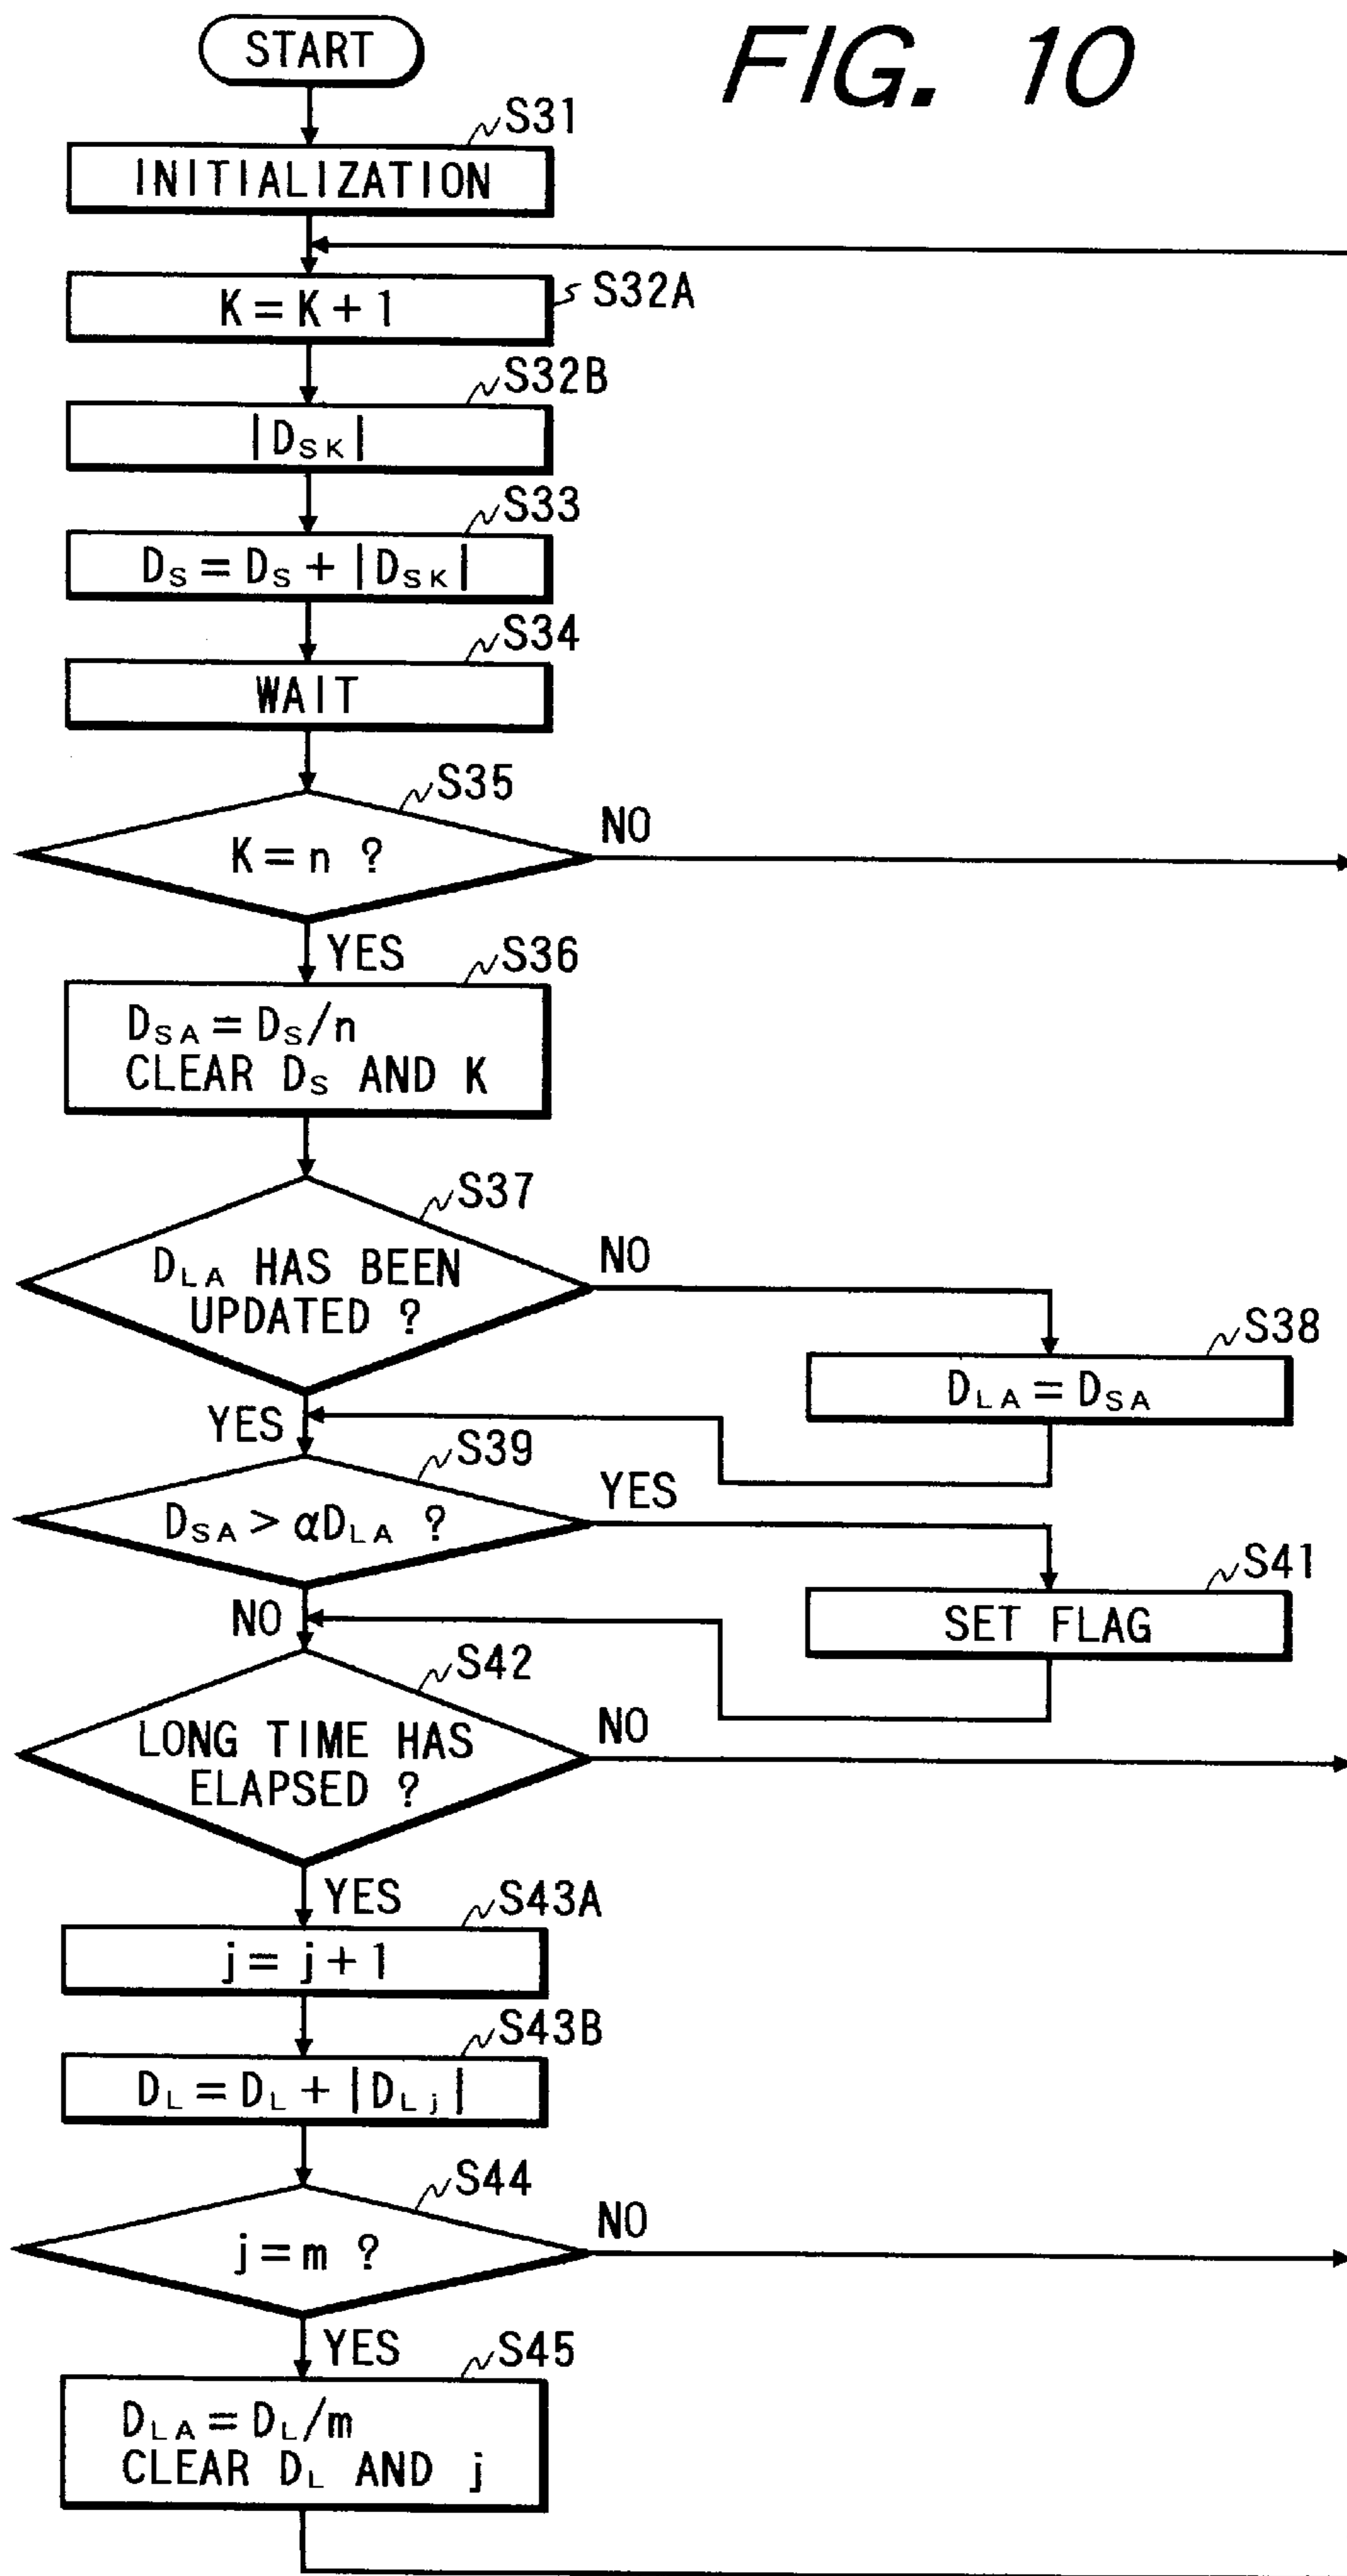 FIG. 10
START
S31
INITIALIZATION
S32A
K = K + 1
S32B
|DSK|
S33
DS = DS + |DSK|
S34
WAIT
S35
K = n ?
NO
YES
S36
DSA = DS/n
CLEAR DS AND K
S37
DLA HAS BEEN
UPDATED ?
NO
S38
DLA = DSA
YES
S39
DSA > αDLA ?
YES
S41
SET FLAG
NO
S42
LONG TIME HAS
ELAPSED ?
NO
YES
S43A
j = j + 1
S43B
DL = DL + |DLj|
S44
j = m ?
NO
YES
S45
DLA = DL/m
CLEAR DL AND j